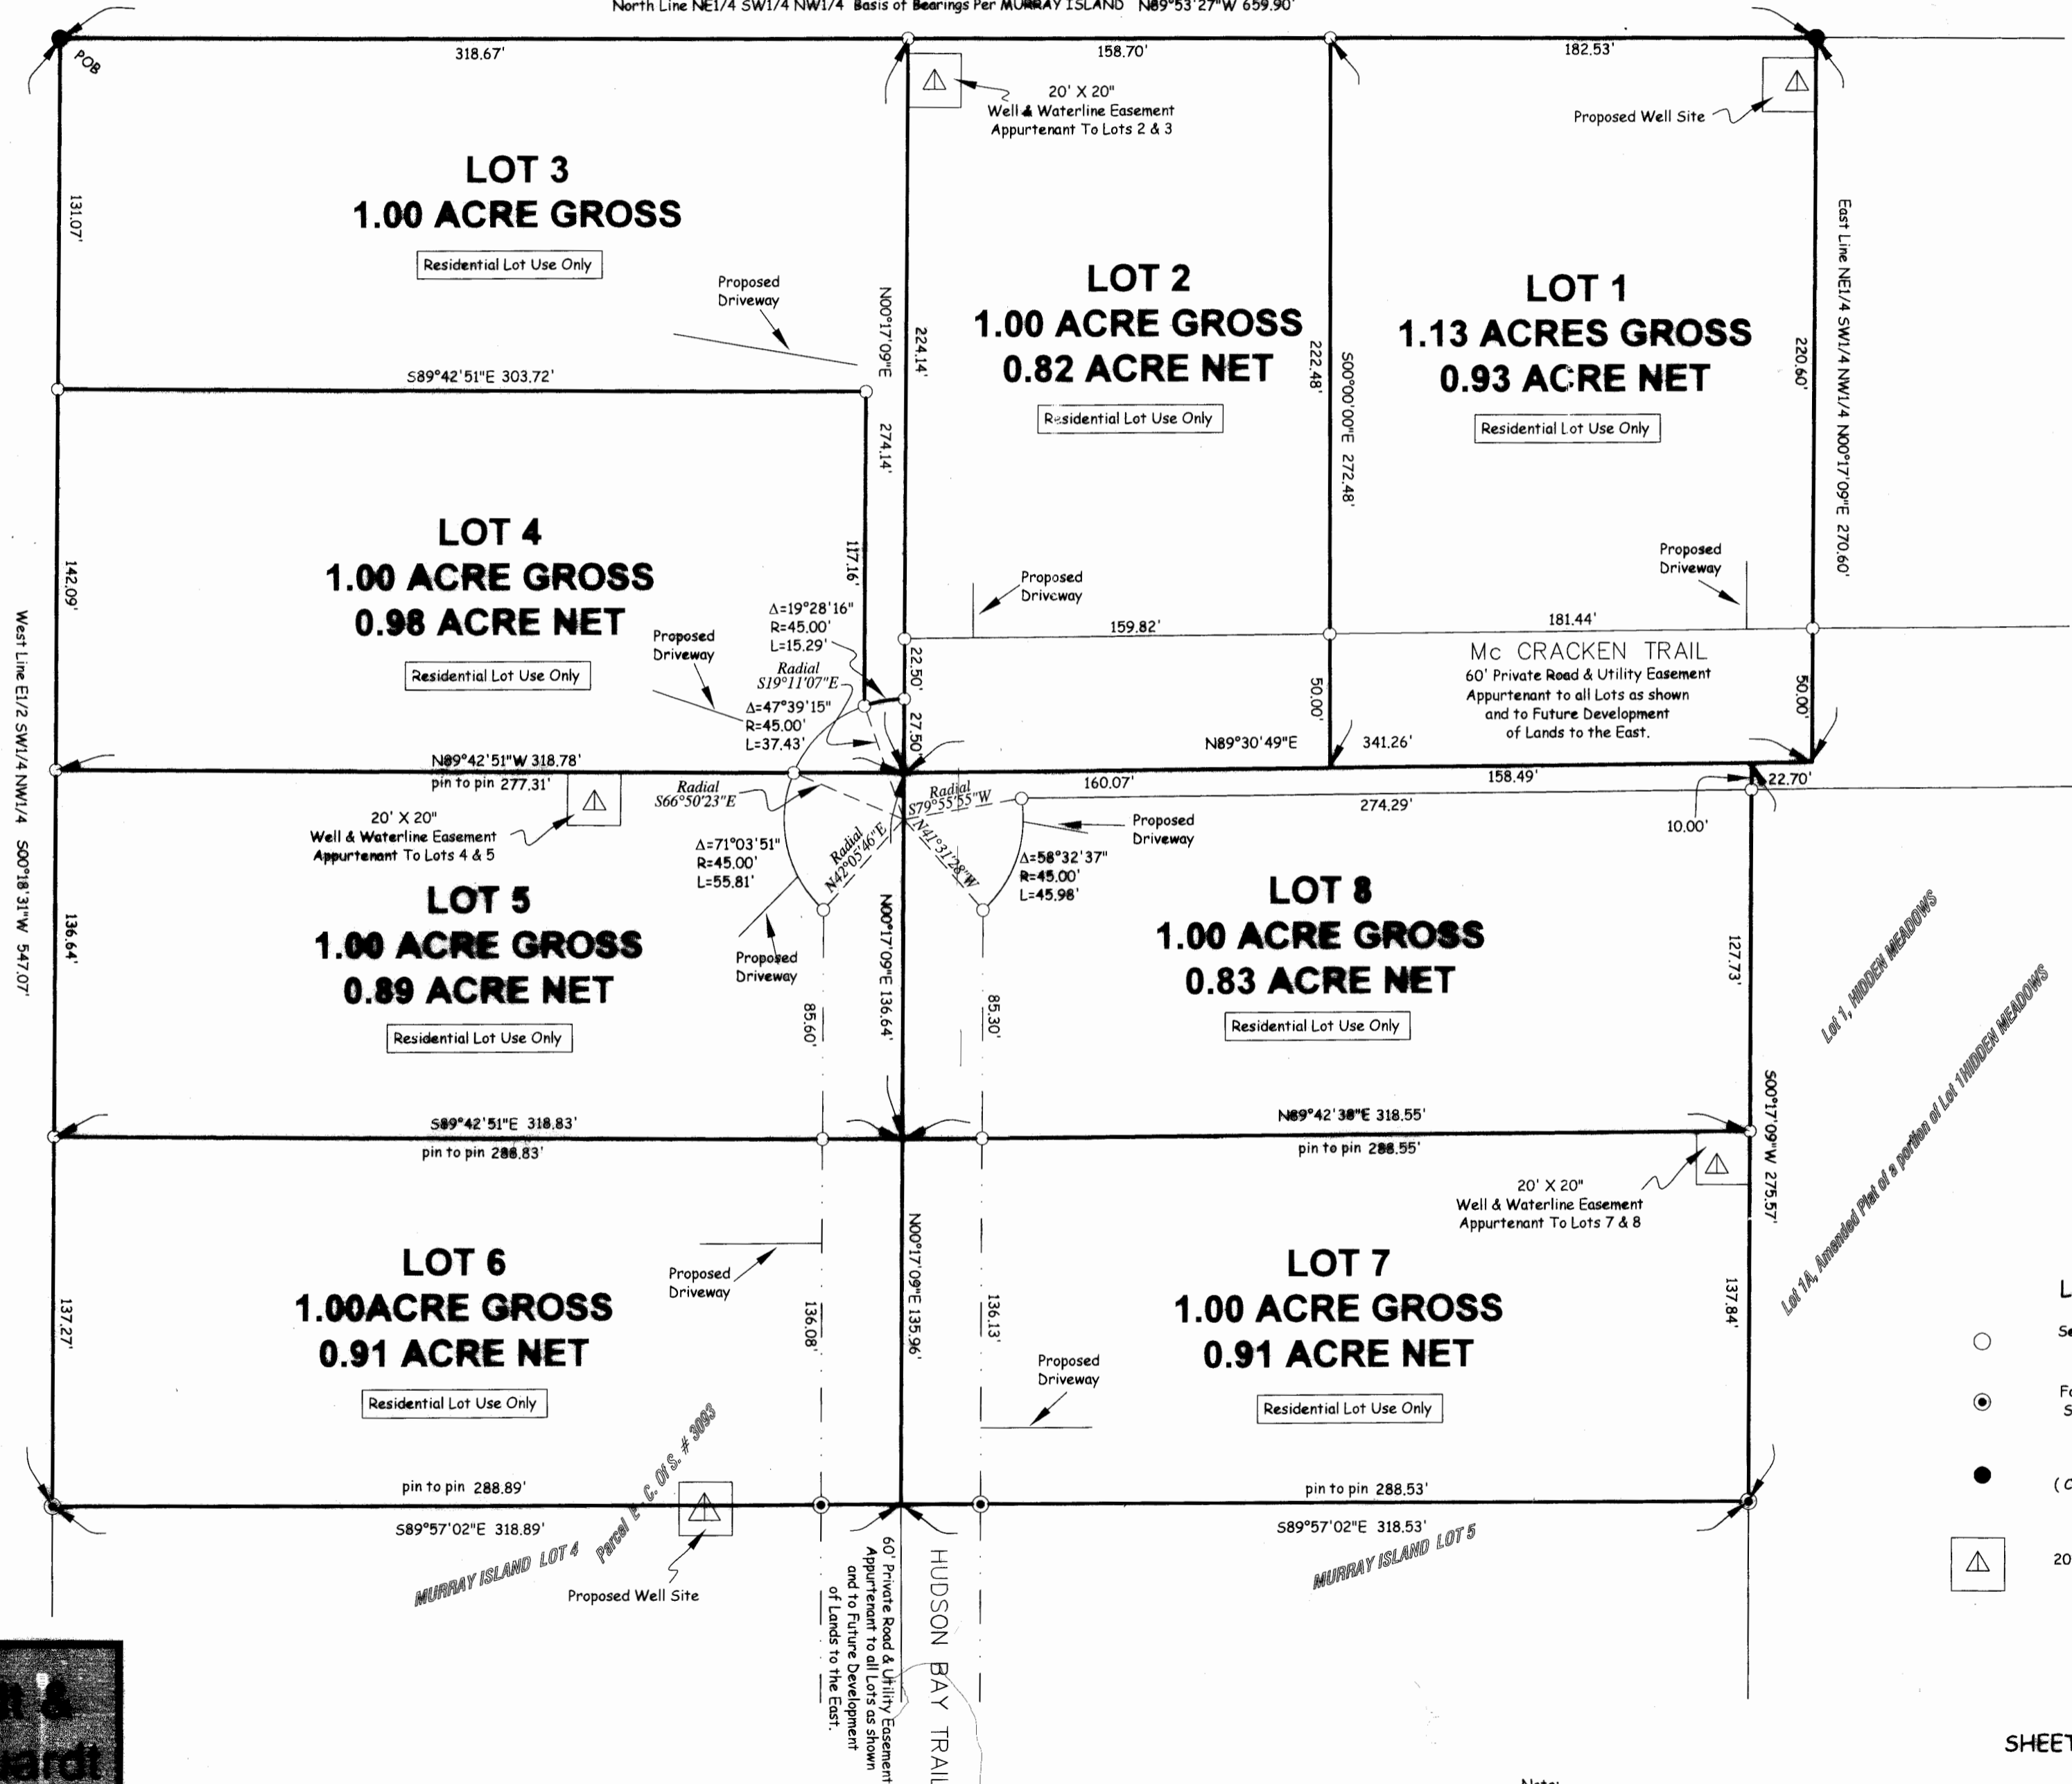 North Line NE1/4 SW1/4 NW1/4 Basis of Bearings Per MURRAY ISLAND N89°53'27"W 659.90'
318.67'
158.70'
182.53'
POB
20' X 20"
Well & Waterline Easement
Appurtenant To Lots 2 & 3
Proposed Well Site
LOT 3
1.00 ACRE GROSS
Residential Lot Use Only
131.07'
Proposed
Driveway
N00°17'09"E
274.14'
224.14'
LOT 2
1.00 ACRE GROSS
0.82 ACRE NET
Residential Lot Use Only
222.48'
S00°00'00"E 272.48'
LOT 1
1.13 ACRES GROSS
0.93 ACRE NET
Residential Lot Use Only
220.60'
East Line NE1/4 SW1/4 NW1/4 N00°17'09"E 270.60'
S89°42'51"E 303.72'
LOT 4
1.00 ACRE GROSS
0.98 ACRE NET
Residential Lot Use Only
142.09'
117.16'
Proposed
Driveway
Δ=19°28'16"
R=45.00'
L=15.29'
Radial
S19°11'07"E
Δ=47°39'15"
R=45.00'
L=37.43'
22.50'
27.50'
Proposed
Driveway
159.82'
Proposed
Driveway
181.44'
Mc CRACKEN TRAIL
60' Private Road & Utility Easement
Appurtenant to all Lots as shown
and to Future Development
of Lands to the East.
50.00'
50.00'
N89°30'49"E 341.26'
West Line E1/2 SW1/4 NW1/4 S00°18'31"W 547.07'
N89°42'51"W 318.78'
pin to pin 277.31'
20' X 20"
Well & Waterline Easement
Appurtenant To Lots 4 & 5
Radial
S66°50'23"E
160.07'
158.49'
22.70'
Radial
S79°55'55"W
274.29'
10.00'
Radial
N42°05'46"E
N41°31'28"W
Δ=71°03'51"
R=45.00'
L=55.81'
Proposed
Driveway
Δ=58°32'37"
R=45.00'
L=45.98'
LOT 5
1.00 ACRE GROSS
0.89 ACRE NET
Residential Lot Use Only
136.64'
Proposed
Driveway
85.60'
N00°17'09"E 136.64'
85.30'
LOT 8
1.00 ACRE GROSS
0.83 ACRE NET
Residential Lot Use Only
127.73'
Lot 1, HIDDEN MEADOWS
Lot 1A, Amended Plat of a portion of Lot 1HIDDEN MEADOWS
S00°17'09"W 275.57'
S89°42'51"E 318.83'
pin to pin 288.83'
N89°42'38"E 318.55'
pin to pin 288.55'
20' X 20"
Well & Waterline Easement
Appurtenant To Lots 7 & 8
LOT 6
1.00ACRE GROSS
0.91 ACRE NET
Residential Lot Use Only
137.27'
Proposed
Driveway
136.08'
N00°17'09"E 135.96'
136.13'
LOT 7
1.00 ACRE GROSS
0.91 ACRE NET
Residential Lot Use Only
Proposed
Driveway
137.84'
pin to pin 288.89'
S89°57'02"E 318.89'
pin to pin 288.53'
S89°57'02"E 318.53'
MURRAY ISLAND LOT 4
C. Of S. # 3093
MURRAY ISLAND LOT 5
Proposed Well Site
60' Private Road & Utility Easement
Appurtenant to all Lots as shown
and to Future Development
of Lands to the East.
HUDSON BAY TRAIL
20
SHEET